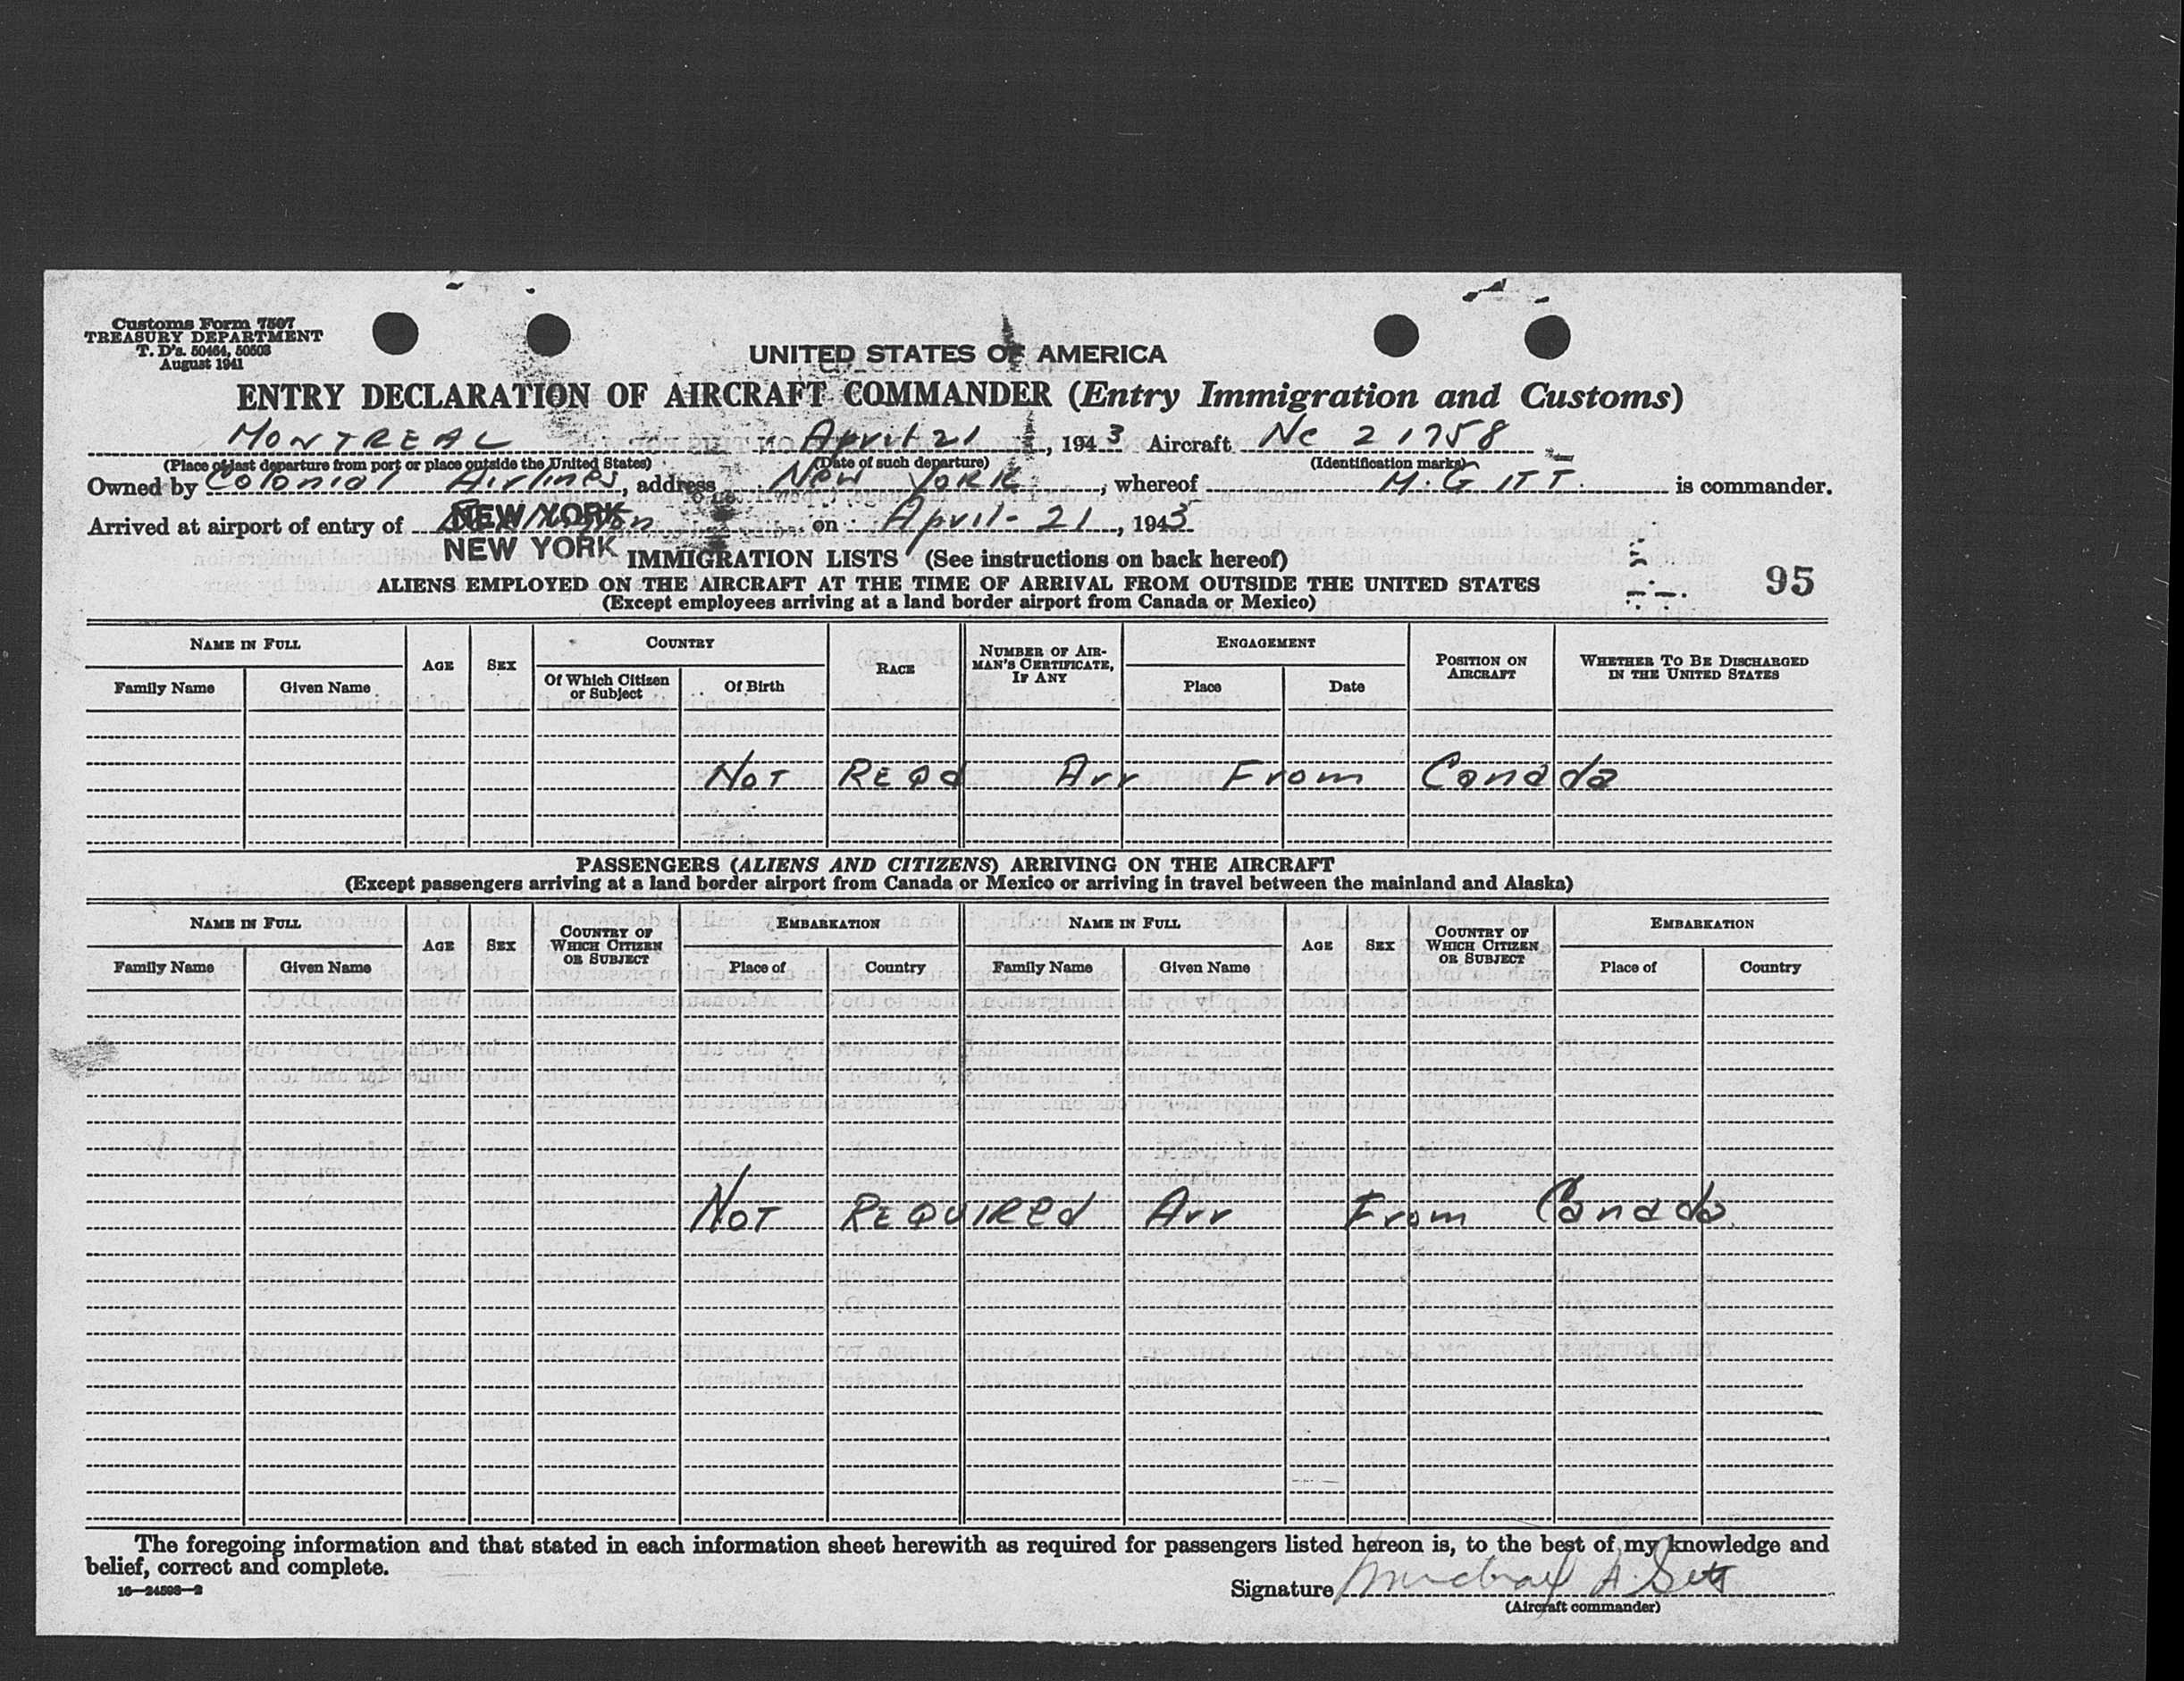 Customs Form 7507
TREASURY DEPARTMENT
T. D's. 50464, 50503
August 1941
UNITED STATES OF AMERICA
ENTRY DECLARATION OF AIRCRAFT COMMANDER (Entry Immigration and Customs)
MONTREAL April 21, 1943 Aircraft Nc 21758
(Place of last departure from port or place outside the United States) (Date of such departure) (Identification marks)
Owned by Colonial Airlines, address New York, whereof M. GITT is commander.
Arrived at airport of entry of NEW YORK on April - 21, 1943
NEW YORK
IMMIGRATION LISTS (See instructions on back hereof)
ALIENS EMPLOYED ON THE AIRCRAFT AT THE TIME OF ARRIVAL FROM OUTSIDE THE UNITED STATES
95
(Except employees arriving at a land border airport from Canada or Mexico)
NAME IN FULL AGE SEX COUNTRY RACE NUMBER OF AIRMAN'S CERTIFICATE, IF ANY ENGAGEMENT POSITION ON AIRCRAFT WHETHER TO BE DISCHARGED IN THE UNITED STATES
Family Name Given Name Of Which Citizen or Subject Of Birth Place Date
NOT REQd Arr From Canada
PASSENGERS (ALIENS AND CITIZENS) ARRIVING ON THE AIRCRAFT
(Except passengers arriving at a land border airport from Canada or Mexico or arriving in travel between the mainland and Alaska)
NAME IN FULL AGE SEX COUNTRY OF WHICH CITIZEN OR SUBJECT EMBARKATION NAME IN FULL AGE SEX COUNTRY OF WHICH CITIZEN OR SUBJECT EMBARKATION
Family Name Given Name Place of Country Family Name Given Name Place of Country
NOT REQUIREd Arr From Canada
The foregoing information and that stated in each information sheet herewith as required for passengers listed hereon is, to the best of my knowledge and
belief, correct and complete.
16—24598-2
Signature Michael A. Gitt
(Aircraft commander)